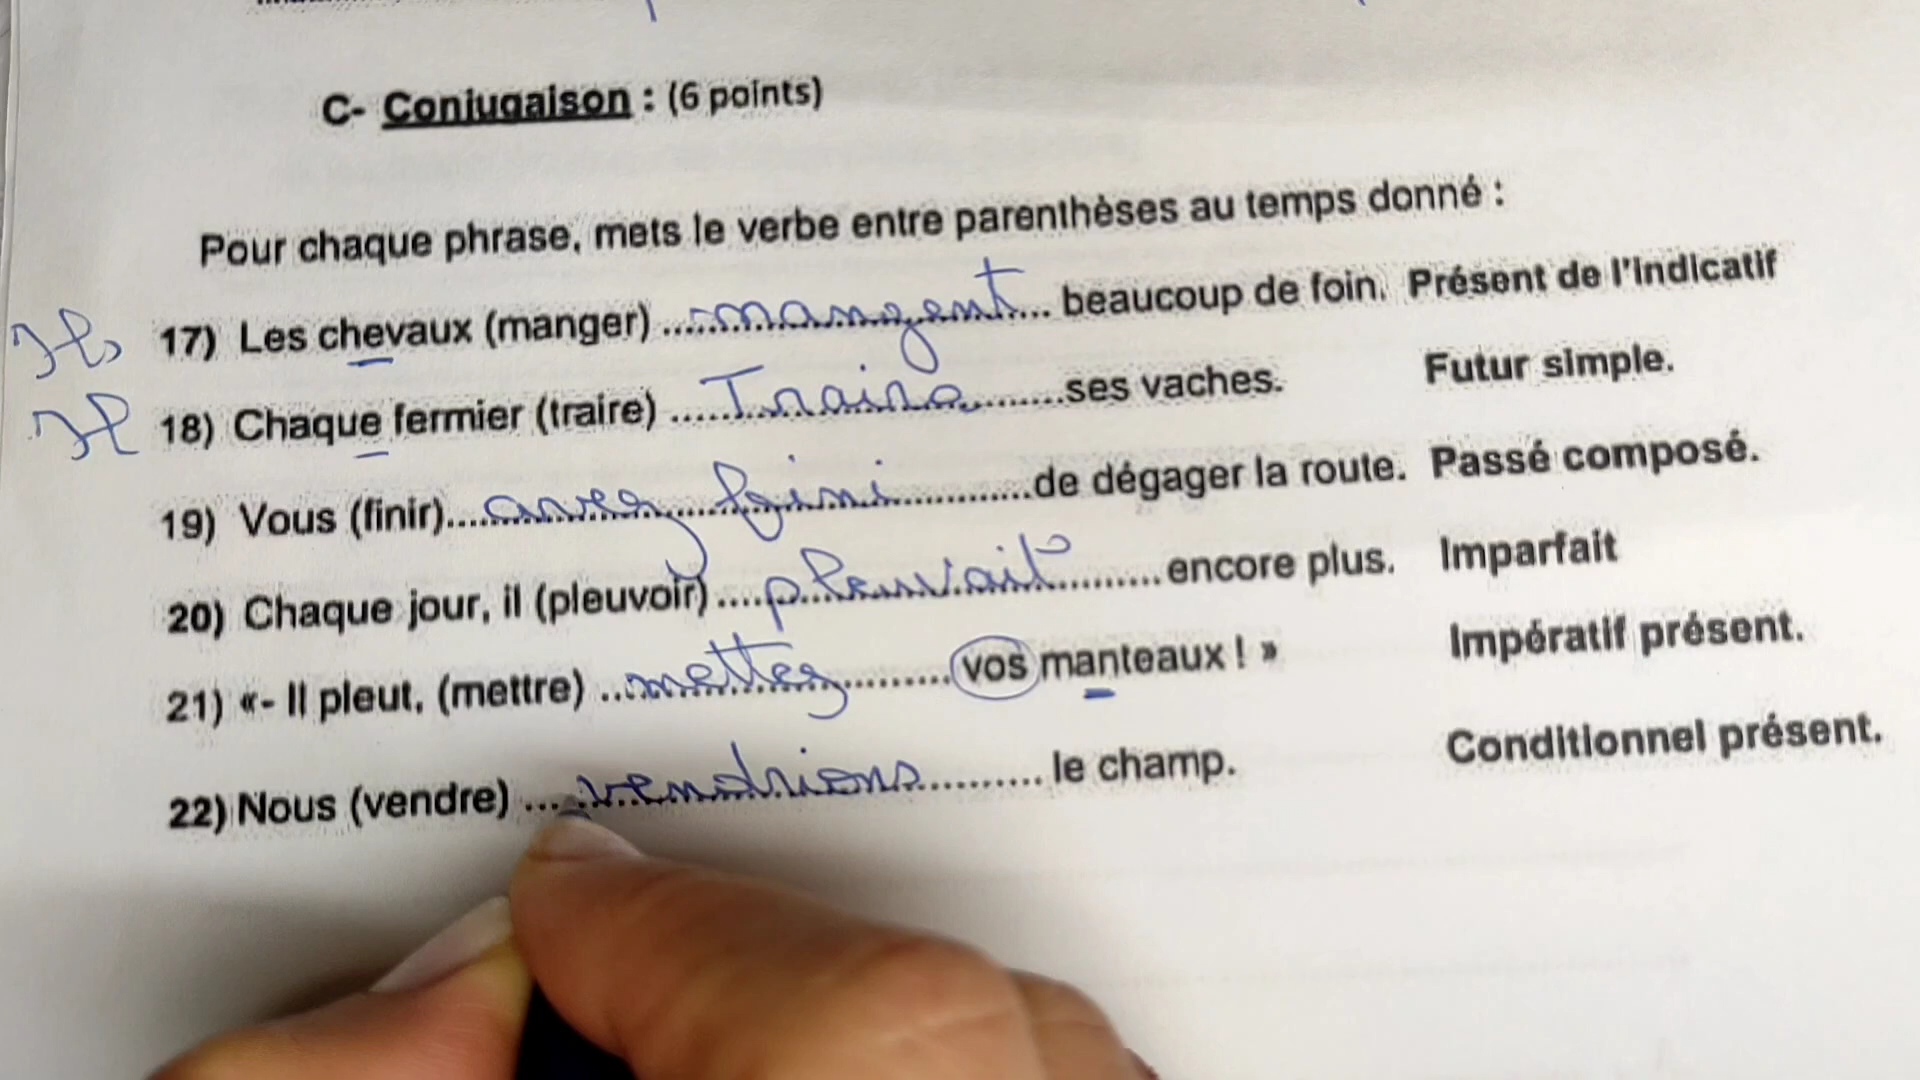 C- Conjugaison : (6 points)
Pour chaque phrase, mets le verbe entre parenthèses au temps donné :
17) Les chevaux (manger) ....mangent... beaucoup de foin. Présent de l'indicatif
18) Chaque fermier (traire) .....Traira.......ses vaches. Futur simple.
19) Vous (finir)....avez fini............de dégager la route. Passé composé.
20) Chaque jour, il (pleuvoir) ....pleuvait.........encore plus. Imparfait
21) «- Il pleut, (mettre) ..mettez.......... vos manteaux ! » Impératif présent.
22) Nous (vendre) ....vendrions.......... le champ. Conditionnel présent.